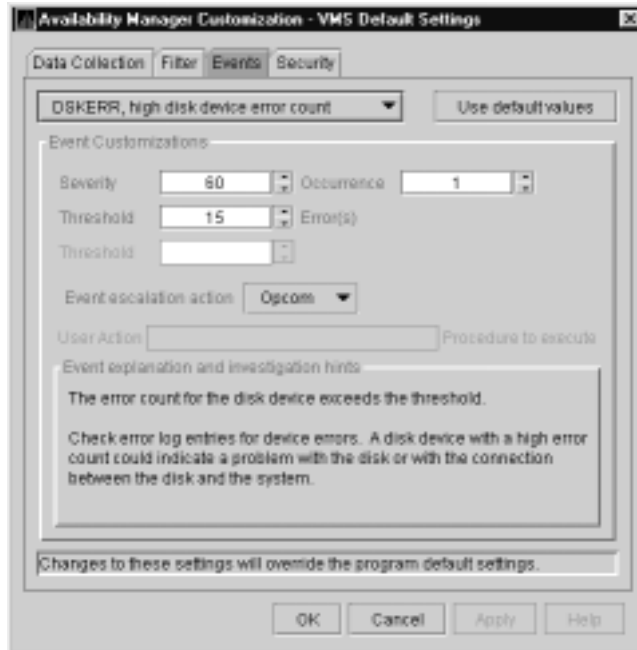 Availability Manager Customization - VMS Default Settings
Data Collection Filter Events Security
DSKERR, high disk device error count Use default values
Event Customizations
Severity 60 Occurrence 1
Threshold 15 Error(s)
Threshold
Event escalation action Opcom
User Action Procedure to execute
Event explanation and investigation hints
The error count for the disk device exceeds the threshold.
Check error log entries for device errors. A disk device with a high error
count could indicate a problem with the disk or with the connection
between the disk and the system.
Changes to these settings will override the program default settings.
OK Cancel Apply Help